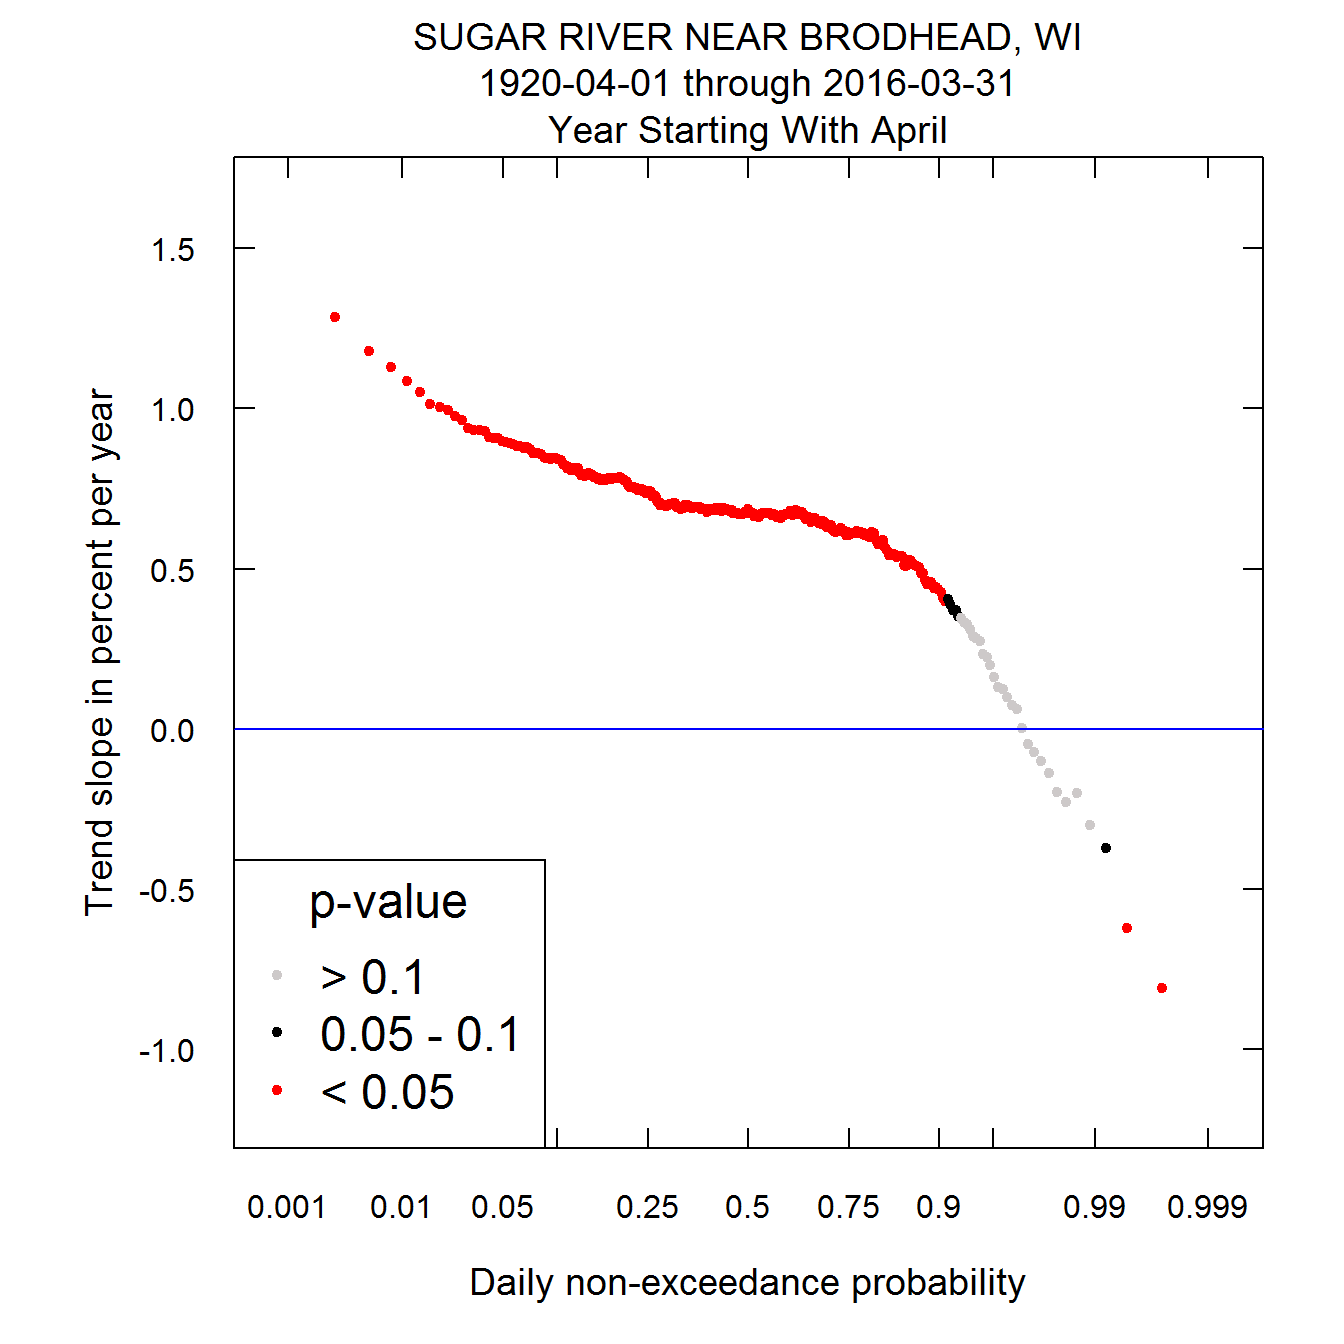 SUGAR RIVER NEAR BRODHEAD, WI
1920-04-01 through 2016-03-31
Year Starting With April
Trend slope in percent per year
1.5
1.0
0.5
0.0
-0.5
-1.0
p-value
> 0.1
0.05 - 0.1
< 0.05
0.001 0.01 0.05 0.25 0.5 0.75 0.9 0.99 0.999
Daily non-exceedance probability